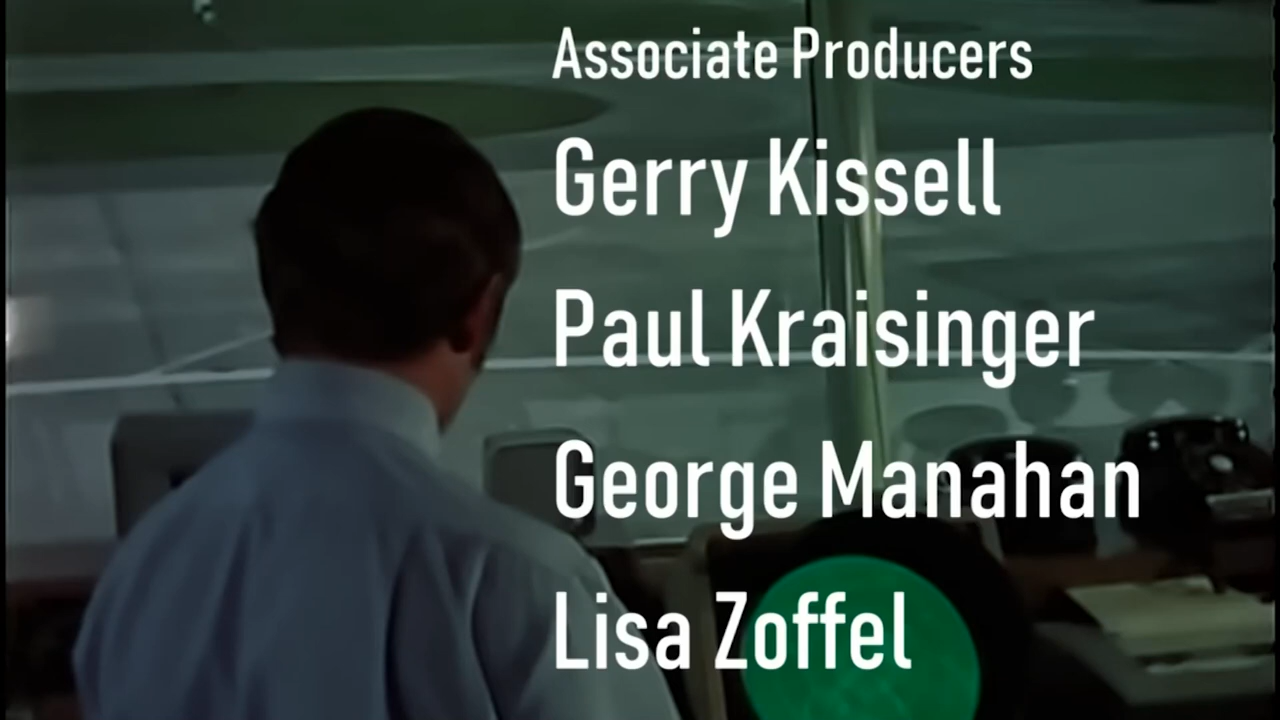 Associate Producers
Gerry Kissell
Paul Kraisinger
George Manahan
Lisa Zoffel